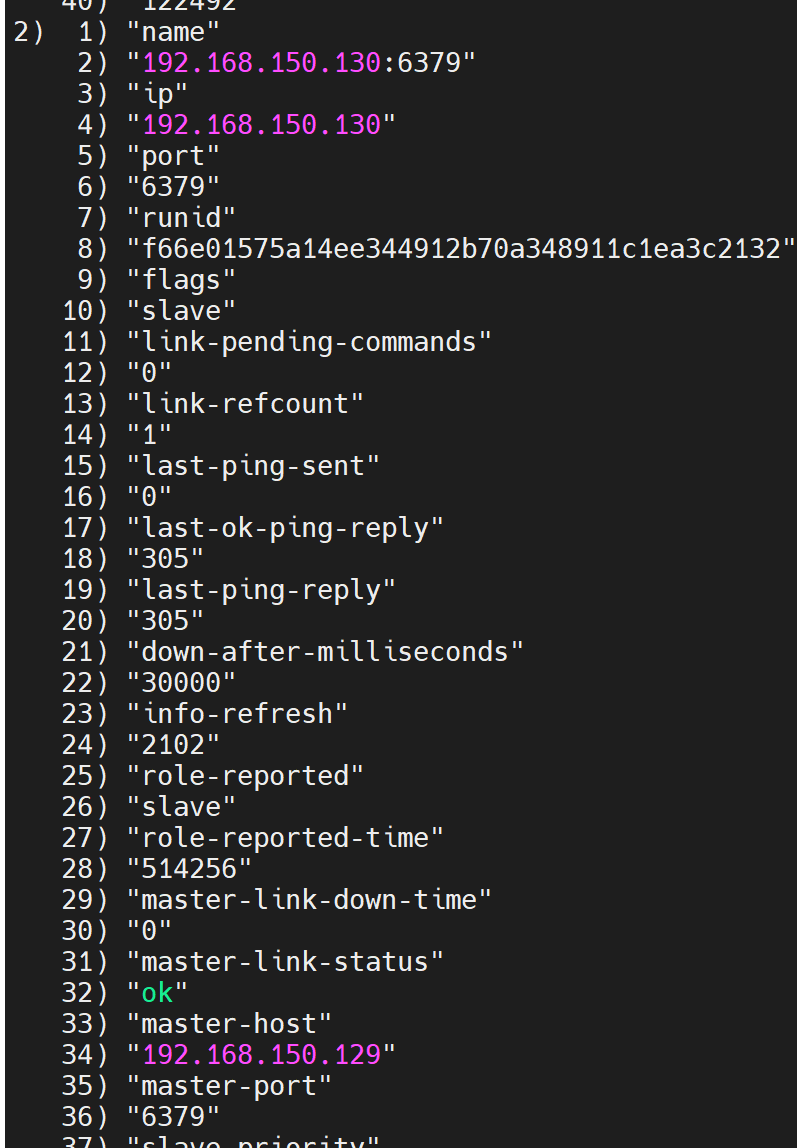 40) "122492"
2)  1) "name"
    2) "192.168.150.130:6379"
    3) "ip"
    4) "192.168.150.130"
    5) "port"
    6) "6379"
    7) "runid"
    8) "f66e01575a14ee344912b70a348911c1ea3c2132"
    9) "flags"
   10) "slave"
   11) "link-pending-commands"
   12) "0"
   13) "link-refcount"
   14) "1"
   15) "last-ping-sent"
   16) "0"
   17) "last-ok-ping-reply"
   18) "305"
   19) "last-ping-reply"
   20) "305"
   21) "down-after-milliseconds"
   22) "30000"
   23) "info-refresh"
   24) "2102"
   25) "role-reported"
   26) "slave"
   27) "role-reported-time"
   28) "514256"
   29) "master-link-down-time"
   30) "0"
   31) "master-link-status"
   32) "ok"
   33) "master-host"
   34) "192.168.150.129"
   35) "master-port"
   36) "6379"
   37) "slave-priority"